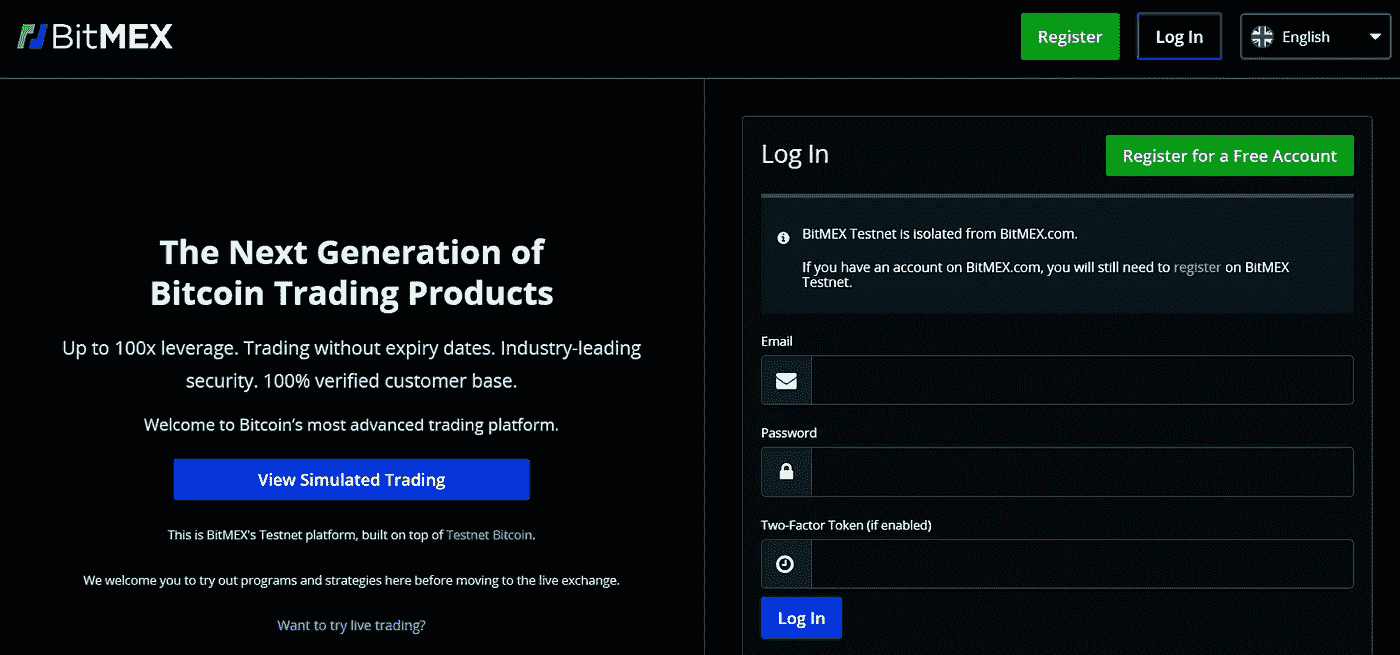 BitMEX
Register
Log In
English
The Next Generation of
Bitcoin Trading Products
Up to 100x leverage. Trading without expiry dates. Industry-leading
security. 100% verified customer base.
Welcome to Bitcoin’s most advanced trading platform.
View Simulated Trading
This is BitMEX's Testnet platform, built on top of Testnet Bitcoin.
We welcome you to try out programs and strategies here before moving to the live exchange.
Want to try live trading?
Log In
Register for a Free Account
BitMEX Testnet is isolated from BitMEX.com.
If you have an account on BitMEX.com, you will still need to register on BitMEX
Testnet.
Email
Password
Two-Factor Token (if enabled)
Log In